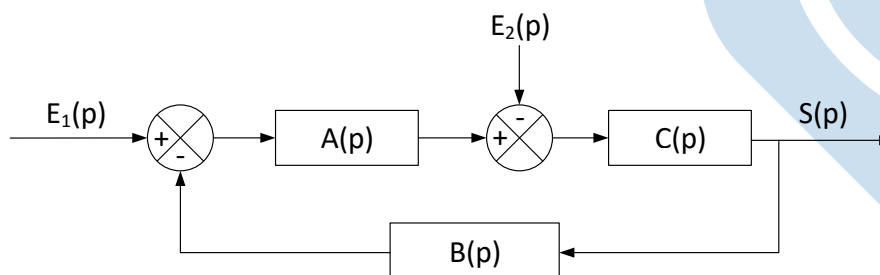 E₂(p)
E₁(p)
+
-
A(p)
+
-
C(p)
S(p)
B(p)